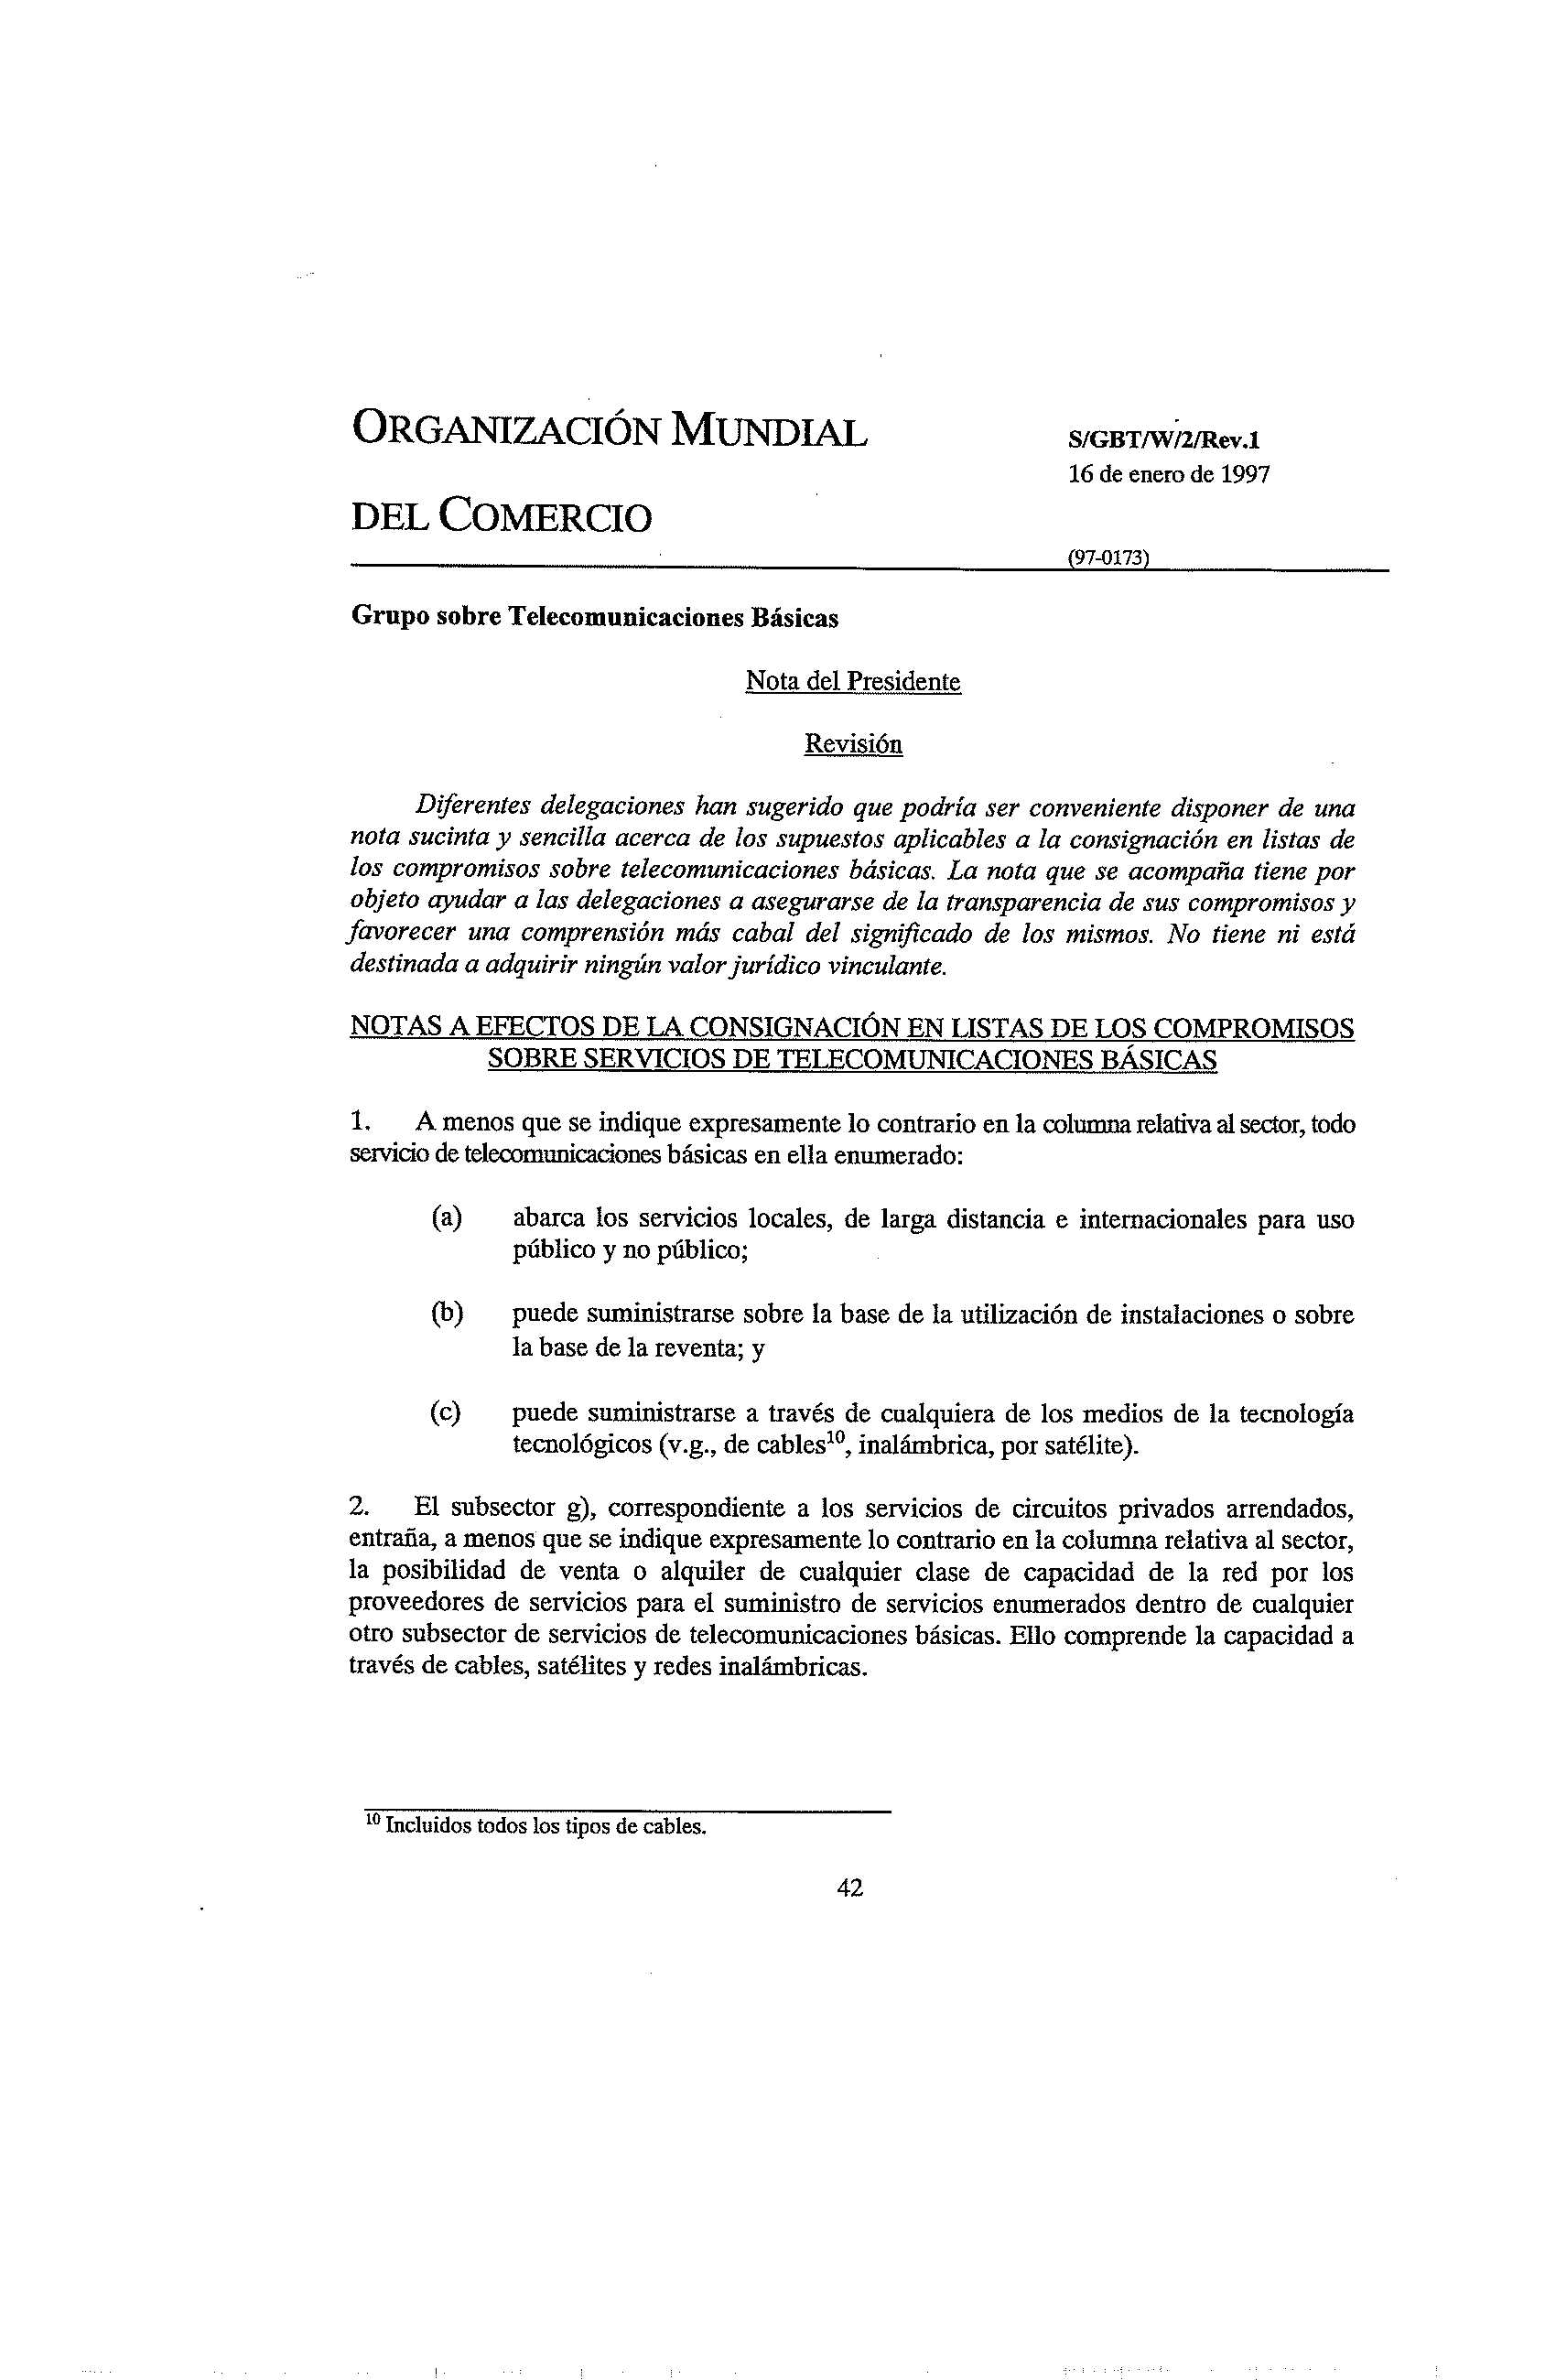 ORGANIZACIÓN MUNDIAL
DEL COMERCIO
S/GBT/W/2/Rev.1
16 de enero de 1997
(97-0173)
Grupo sobre Telecomunicaciones Básicas
Nota del Presidente
Revisión
Diferentes delegaciones han sugerido que podría ser conveniente disponer de una
nota sucinta y sencilla acerca de los supuestos aplicables a la consignación en listas de
los compromisos sobre telecomunicaciones básicas. La nota que se acompaña tiene por
objeto ayudar a las delegaciones a asegurarse de la transparencia de sus compromisos y
favorecer una comprensión más cabal del significado de los mismos. No tiene ni está
destinada a adquirir ningún valor jurídico vinculante.
NOTAS A EFECTOS DE LA CONSIGNACIÓN EN LISTAS DE LOS COMPROMISOS
SOBRE SERVICIOS DE TELECOMUNICACIONES BÁSICAS
1. A menos que se indique expresamente lo contrario en la columna relativa al sector, todo
servicio de telecomunicaciones básicas en ella enumerado:
(a) abarca los servicios locales, de larga distancia e internacionales para uso
público y no público;
(b) puede suministrarse sobre la base de la utilización de instalaciones o sobre
la base de la reventa; y
(c) puede suministrarse a través de cualquiera de los medios de la tecnología
tecnológicos (v.g., de cables¹⁰, inalámbrica, por satélite).
2. El subsector g), correspondiente a los servicios de circuitos privados arrendados,
entraña, a menos que se indique expresamente lo contrario en la columna relativa al sector,
la posibilidad de venta o alquiler de cualquier clase de capacidad de la red por los
proveedores de servicios para el suministro de servicios enumerados dentro de cualquier
otro subsector de servicios de telecomunicaciones básicas. Ello comprende la capacidad a
través de cables, satélites y redes inalámbricas.
¹⁰ Incluidos todos los tipos de cables.
42